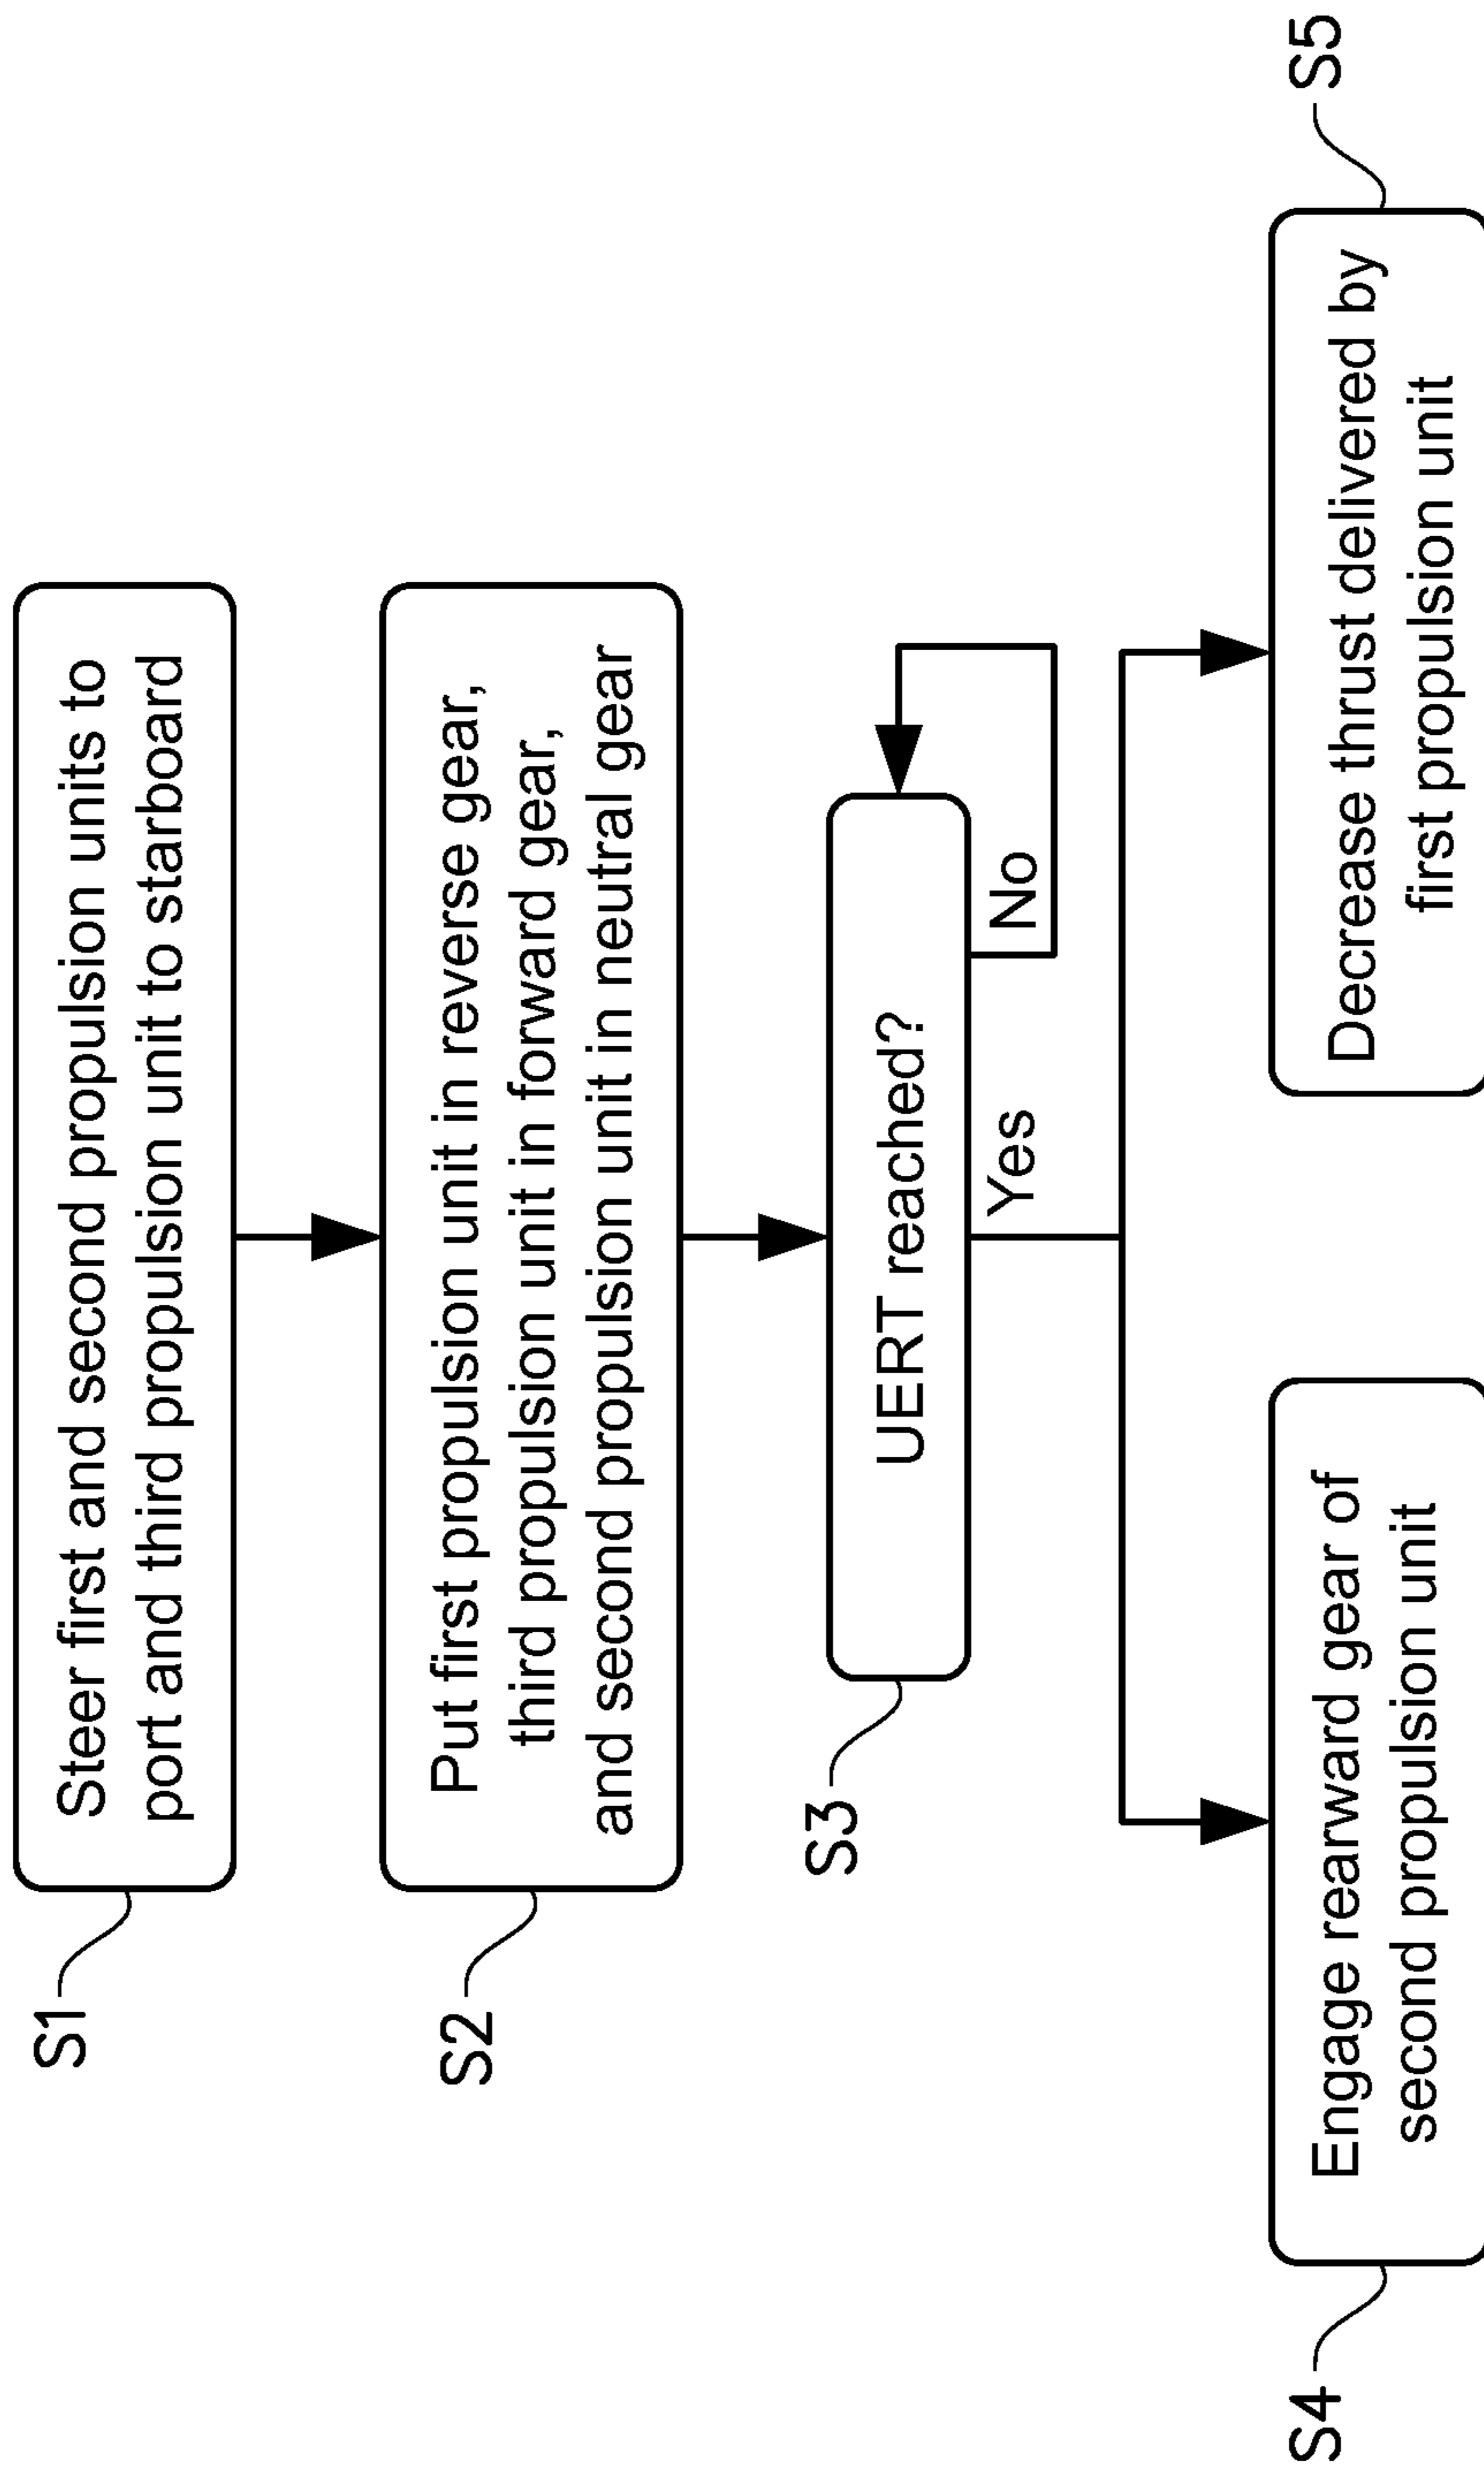 S1
Steer first and second propulsion units to
port and third propulsion unit to starboard
S2
Put first propulsion unit in reverse gear,
third propulsion unit in forward gear,
and second propulsion unit in neutral gear
S3
UERT reached?
Yes
No
S4
Engage rearward gear of
second propulsion unit
S5
Decrease thrust delivered by
first propulsion unit